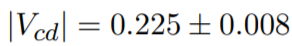 |V_{cd}| = 0.225 ± 0.008